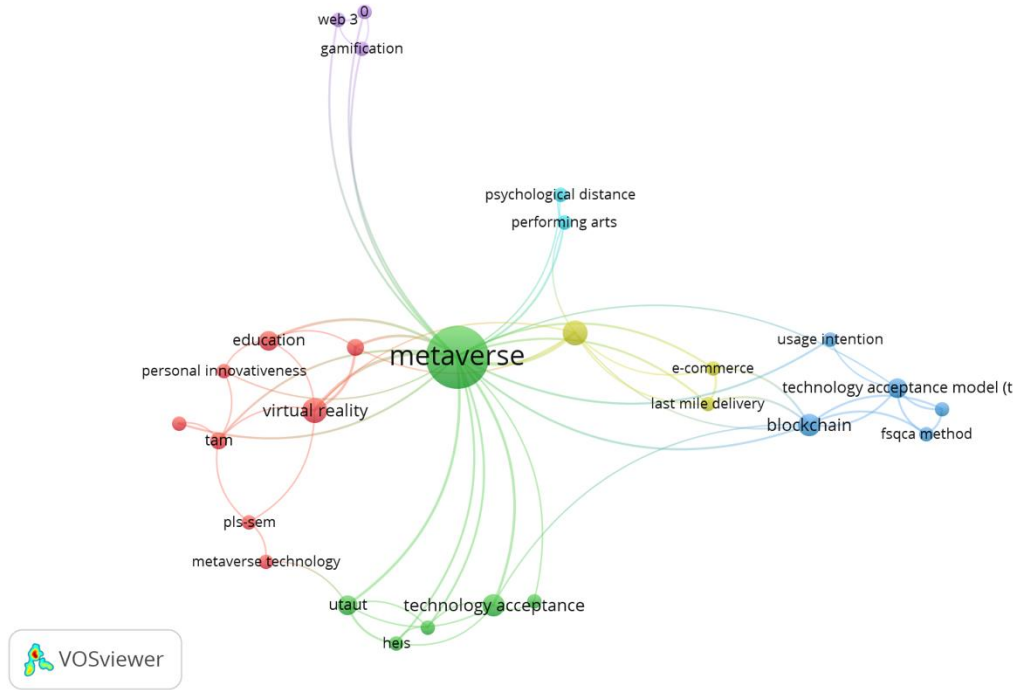 web 3 0
gamification
psychological distance
performing arts
education
metaverse
usage intention
personal innovativeness
e-commerce
technology acceptance model (t
virtual reality
last mile delivery
tam
blockchain
fsqca method
pls-sem
metaverse technology
utaut
technology acceptance
heis
VOSviewer